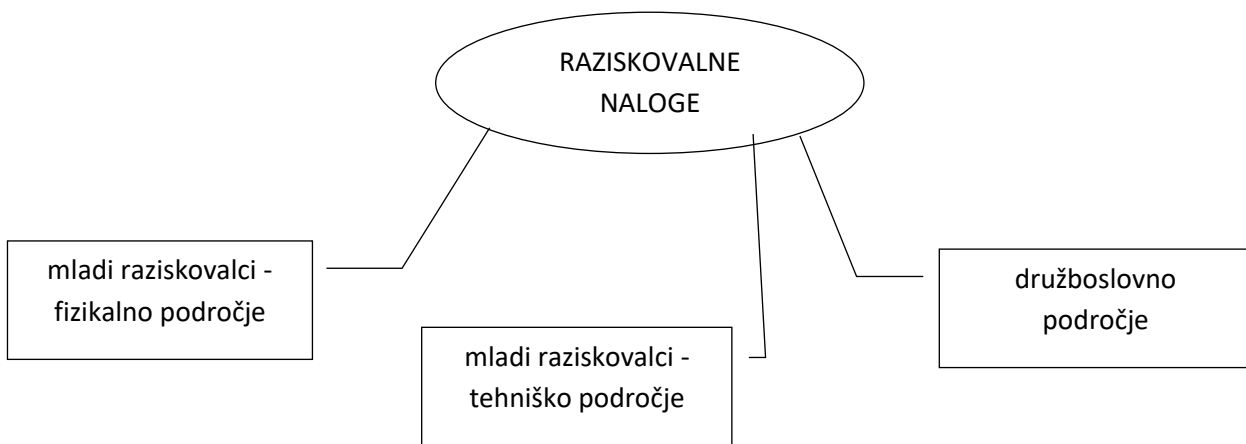 RAZISKOVALNE
NALOGE
mladi raziskovalci -
fizikalno področje
mladi raziskovalci -
tehniško področje
družboslovno
področje